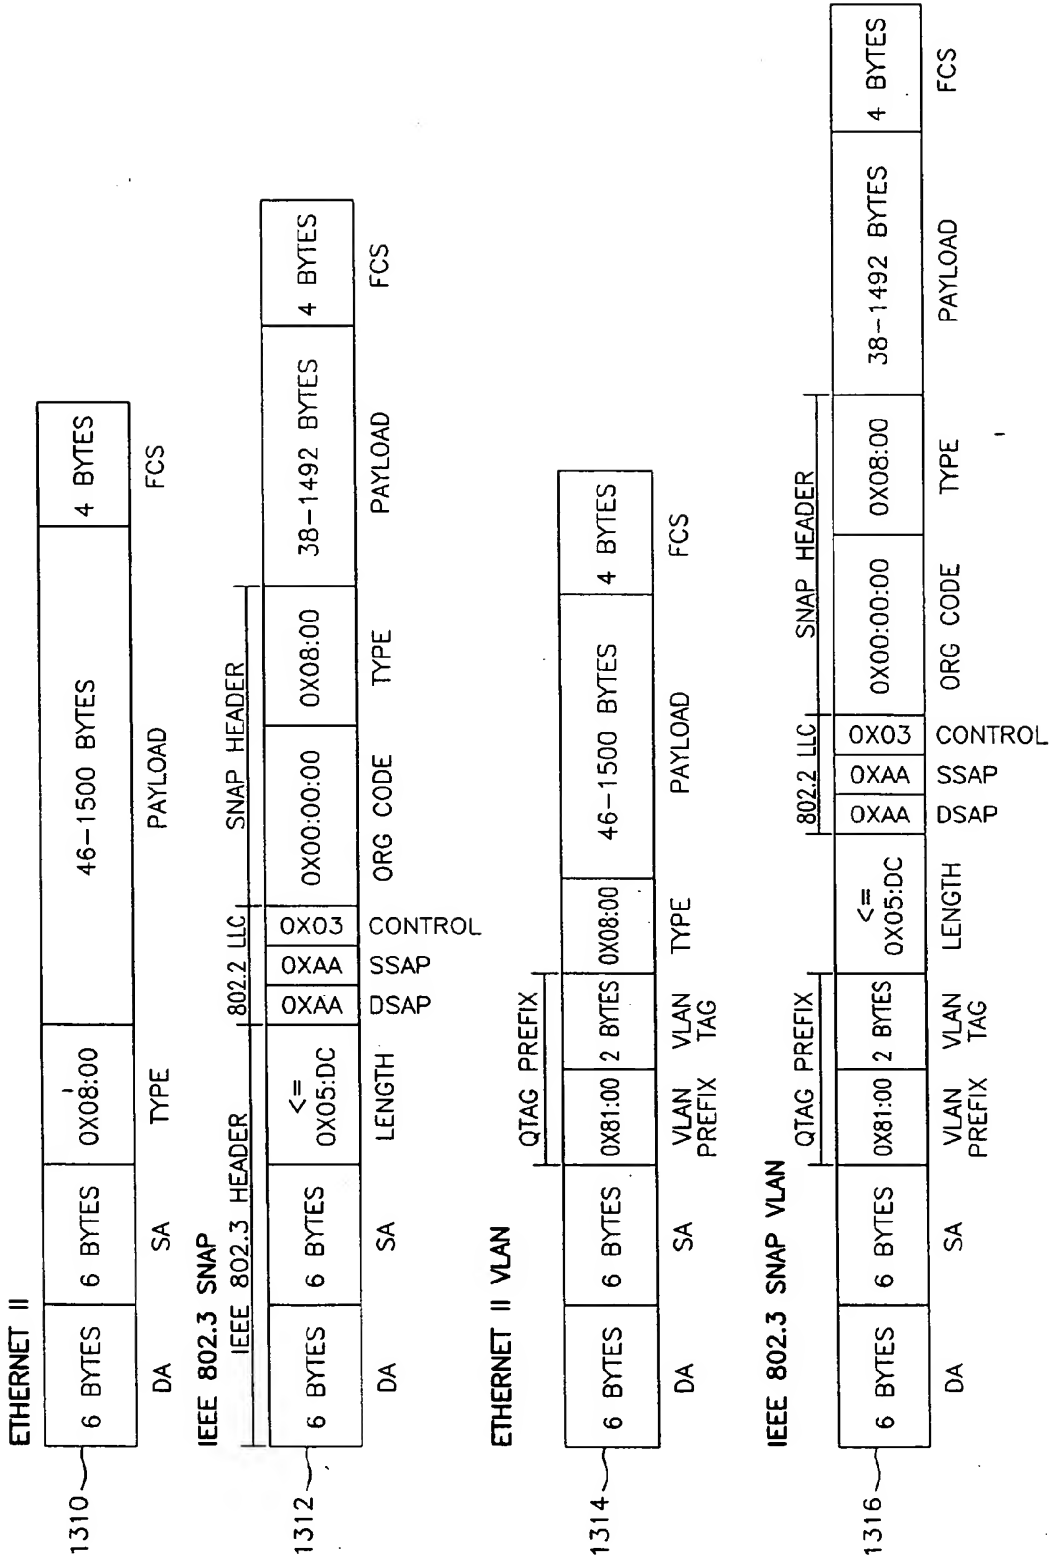 ETHERNET II
1310
6 BYTES 6 BYTES 0X08:00 46–1500 BYTES 4 BYTES
DA SA TYPE PAYLOAD FCS
IEEE 802.3 SNAP
IEEE 802.3 HEADER 802.2 LLC SNAP HEADER
1312
6 BYTES 6 BYTES <= 0X05:DC 0XAA 0XAA 0X03 0X00:00:00 0X08:00 38–1492 BYTES 4 BYTES
DA SA LENGTH DSAP SSAP CONTROL ORG CODE TYPE PAYLOAD FCS
ETHERNET II VLAN
QTAG PREFIX
1314
6 BYTES 6 BYTES 0X81:00 2 BYTES 0X08:00 46–1500 BYTES 4 BYTES
DA SA VLAN PREFIX VLAN TAG TYPE PAYLOAD FCS
IEEE 802.3 SNAP VLAN
QTAG PREFIX 802.2 LLC SNAP HEADER
1316
6 BYTES 6 BYTES 0X81:00 2 BYTES <= 0X05:DC 0XAA 0XAA 0X03 0X00:00:00 0X08:00 38–1492 BYTES 4 BYTES
DA SA VLAN PREFIX VLAN TAG LENGTH DSAP SSAP CONTROL ORG CODE TYPE PAYLOAD FCS